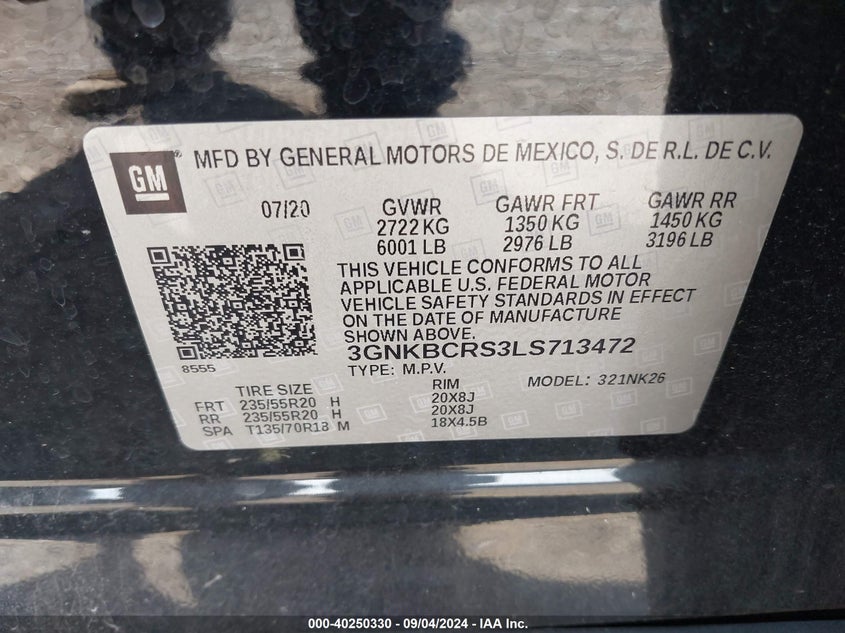 GM
®
MFD BY GENERAL MOTORS DE MEXICO, S. DE R.L. DE C.V.
07/20 GVWR GAWR FRT GAWR RR
2722 KG 1350 KG 1450 KG
6001 LB 2976 LB 3196 LB
THIS VEHICLE CONFORMS TO ALL
APPLICABLE U.S. FEDERAL MOTOR
VEHICLE SAFETY STANDARDS IN EFFECT
ON THE DATE OF MANUFACTURE
SHOWN ABOVE.
8555
3GNKBCRS3LS713472
TYPE: M.P.V. MODEL: 321NK26
TIRE SIZE RIM
FRT 235/55R20 H 20X8J
RR 235/55R20 H 20X8J
SPA T135/70R18 M 18X4.5B
000-40250330 - 09/04/2024 - IAA Inc.